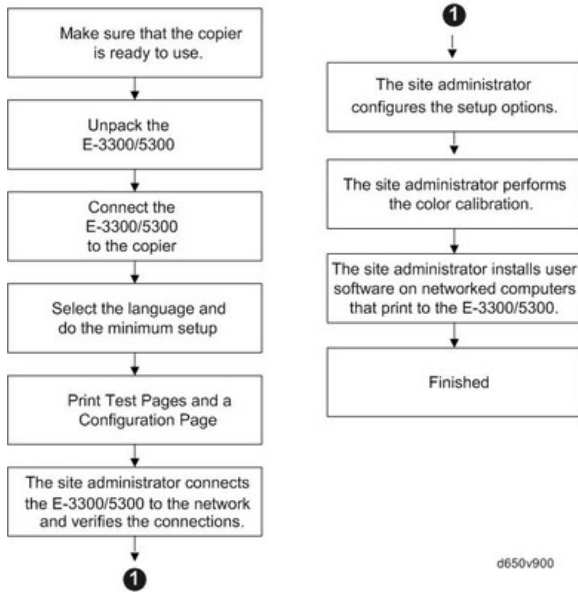 Make sure that the copier
is ready to use.
Unpack the
E-3300/5300
Connect the
E-3300/5300
to the copier
Select the language and
do the minimum setup
Print Test Pages and a
Configuration Page
The site administrator connects
the E-3300/5300 to the network
and verifies the connections.
1
1
The site administrator
configures the setup options.
The site administrator performs
the color calibration.
The site administrator installs user
software on networked computers
that print to the E-3300/5300.
Finished
d650v900